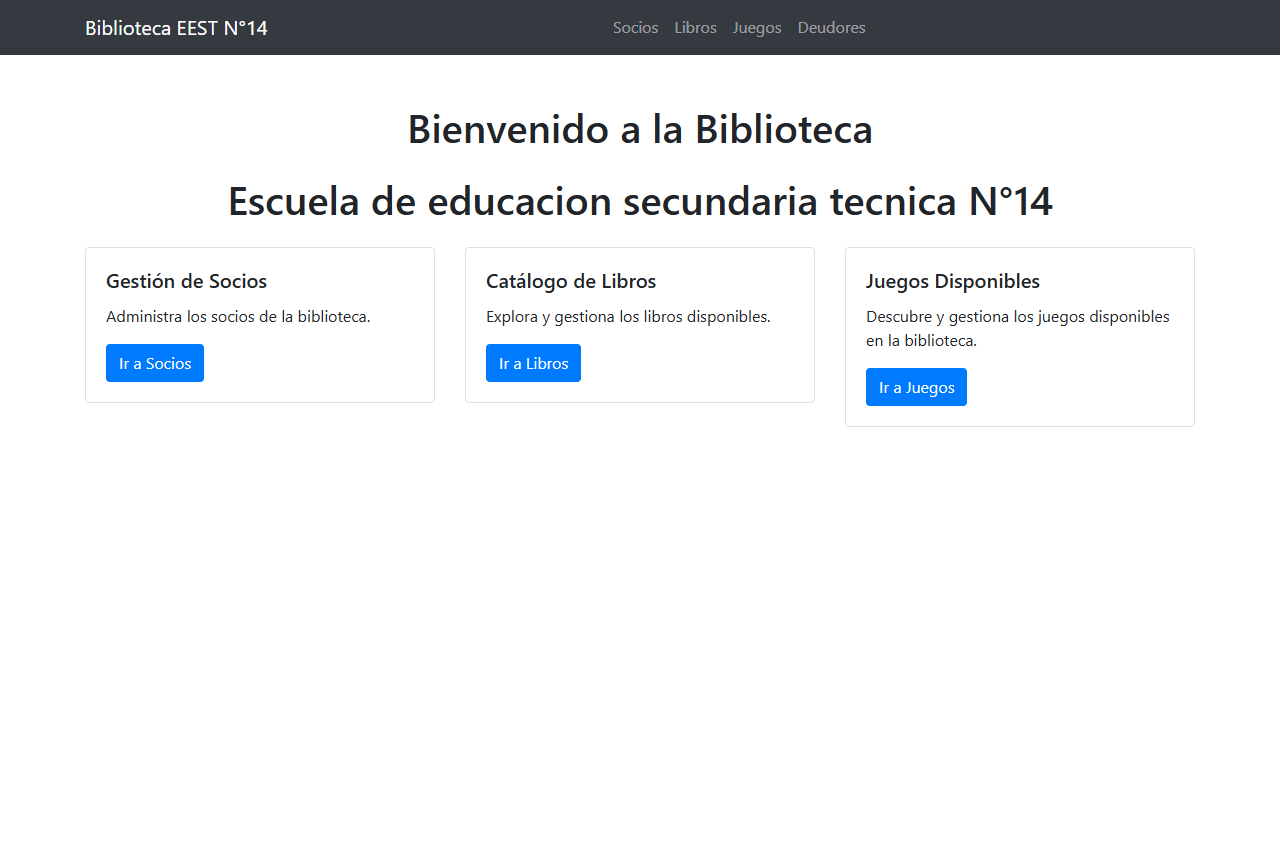 Biblioteca EEST N°14
Socios Libros Juegos Deudores
Bienvenido a la Biblioteca
Escuela de educacion secundaria tecnica N°14
Gestión de Socios
Administra los socios de la biblioteca.
Ir a Socios
Catálogo de Libros
Explora y gestiona los libros disponibles.
Ir a Libros
Juegos Disponibles
Descubre y gestiona los juegos disponibles
en la biblioteca.
Ir a Juegos